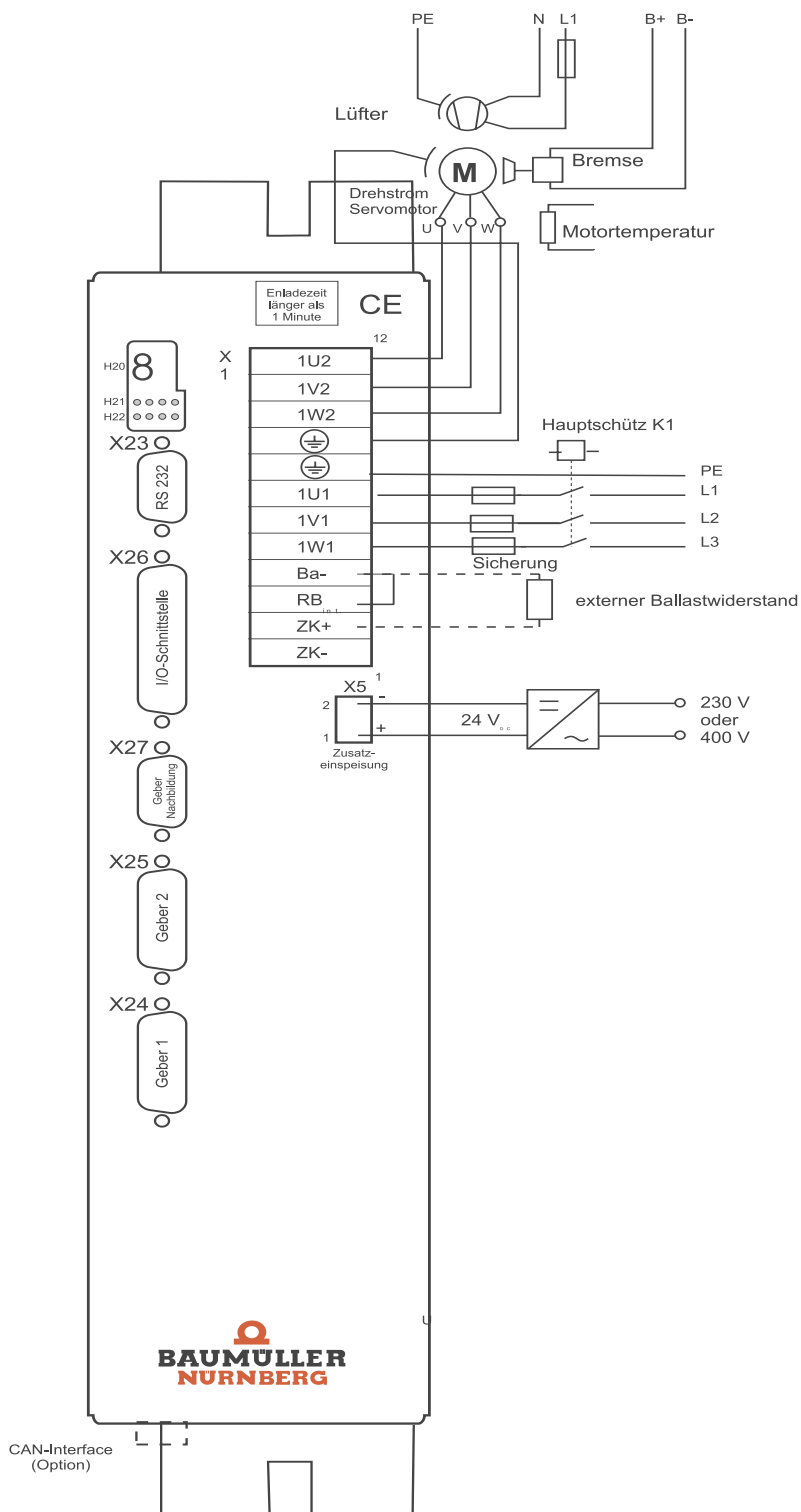 PE N L1 B+ B-
Lüfter
M
Bremse
Drehstrom
Servomotor
U V W
Motortemperatur
Enladezeit
länger als
1 Minute
CE
12
X
1
1U2
1V2
1W2
1U1
1V1
1W1
Ba-
RB int
ZK+
ZK-
1
H20
8
H21
H22
X23
RS 232
X26
I/O-Schnittstelle
X27
Geber
Nachbildung
X25
Geber 2
X24
Geber 1
Hauptschütz K1
PE
L1
L2
L3
Sicherung
externer Ballastwiderstand
X5
2 -
1 +
24 V DC
230 V
oder
400 V
Zusatz-
einspeisung
U
BAUMÜLLER
NÜRNBERG
CAN-Interface
(Option)